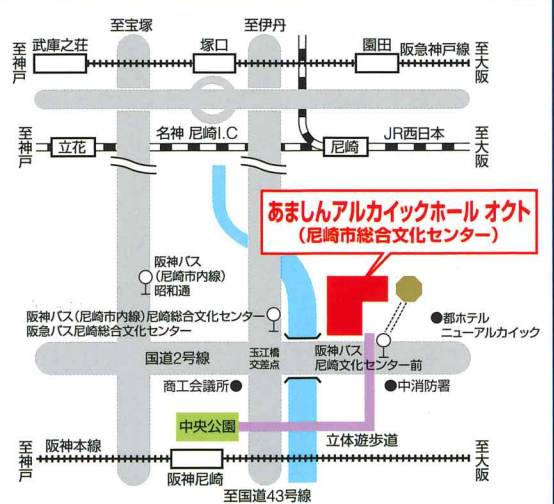 至宝塚
至伊丹
武庫之荘
塚口
園田
阪急神戸線
至神戸
至大阪
名神 尼崎I.C
JR西日本
至神戸
立花
尼崎
至大阪
あましんアルカイックホール オクト
(尼崎市総合文化センター)
阪神バス
(尼崎市内線)
昭和通
阪神バス(尼崎市内線)尼崎総合文化センター
阪急バス尼崎総合文化センター
都ホテル
ニューアルカイック
国道2号線
玉江橋
交差点
阪神バス
尼崎文化センター前
商工会議所
中消防署
中央公園
立体遊歩道
至神戸
阪神本線
阪神尼崎
至大阪
至国道43号線